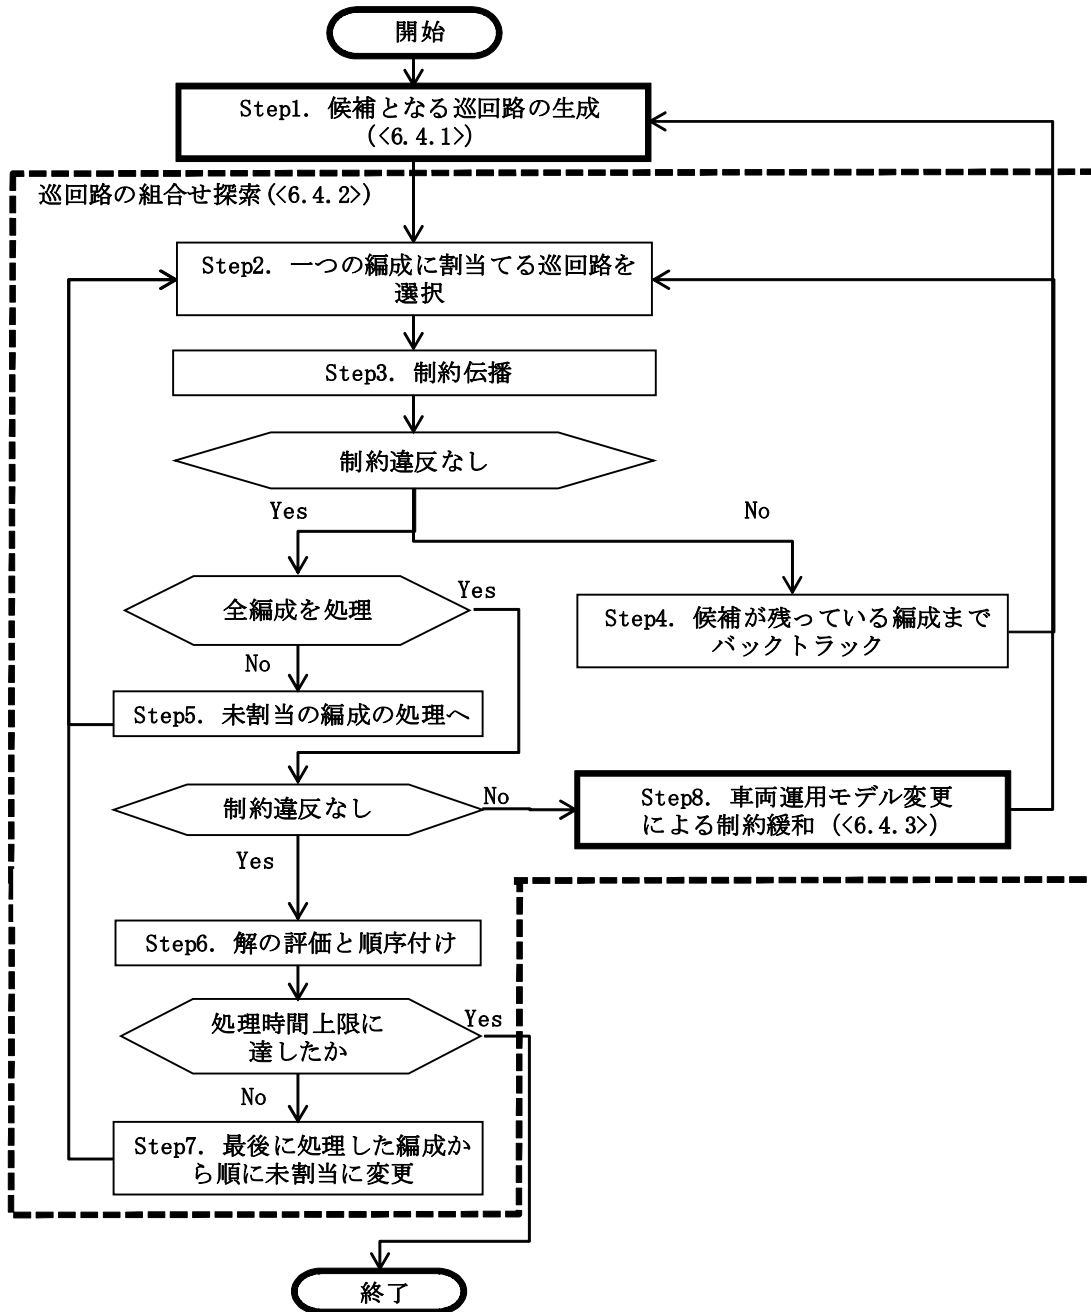 開始
Step1. 候補となる巡回路の生成
(<6.4.1>)
巡回路の組合せ探索(<6.4.2>)
Step2. 一つの編成に割当てる巡回路を
選択
Step3. 制約伝播
制約違反なし
Yes
No
全編成を処理
Yes
Step4. 候補が残っている編成まで
バックトラック
No
Step5. 未割当の編成の処理へ
制約違反なし
No
Step8. 車両運用モデル変更
による制約緩和 (<6.4.3>)
Yes
Step6. 解の評価と順序付け
処理時間上限に
達したか
Yes
No
Step7. 最後に処理した編成か
ら順に未割当に変更
終了